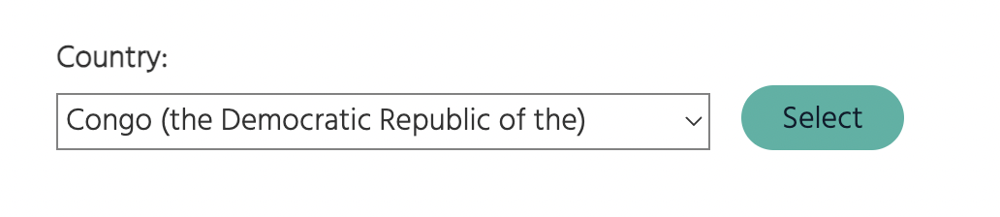 Country:
Congo (the Democratic Republic of the)
Select